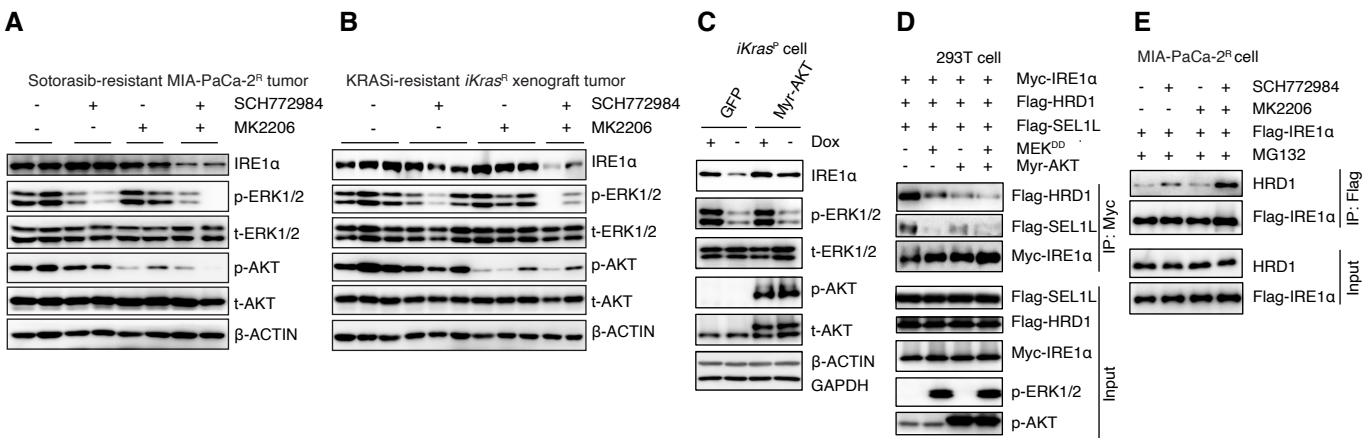 A
Sotorasib-resistant MIA-PaCa-2R tumor
- + - + SCH772984
- - + + MK2206
IRE1α
p-ERK1/2
t-ERK1/2
p-AKT
t-AKT
β-ACTIN
B
KRASi-resistant iKrasR xenograft tumor
- + - + SCH772984
- - + + MK2206
IRE1α
p-ERK1/2
t-ERK1/2
p-AKT
t-AKT
β-ACTIN
C
iKrasP cell
GFP
Myr-AKT
+ - + - Dox
IRE1α
p-ERK1/2
t-ERK1/2
p-AKT
t-AKT
β-ACTIN
GAPDH
D
293T cell
+ + + + Myc-IRE1α
+ + + + Flag-HRD1
+ + + + Flag-SEL1L
- + - + MEKDD
- - + + Myr-AKT
Flag-HRD1
Flag-SEL1L
Myc-IRE1α
IP: Myc
Flag-SEL1L
Flag-HRD1
Myc-IRE1α
p-ERK1/2
p-AKT
Input
E
MIA-PaCa-2R cell
- + - + SCH772984
- - + + MK2206
+ + + + Flag-IRE1α
+ + + + MG132
HRD1
Flag-IRE1α
IP: Flag
HRD1
Flag-IRE1α
Input